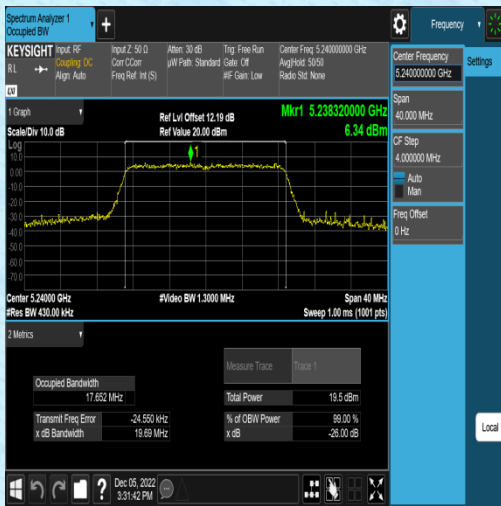 Spectrum Analyzer 1
Occupied BW
+
Frequency
KEYSIGHT Input: RF Input Z: 50 Ω Atten: 30 dB Trig: Free Run Center Freq: 5.240000000 GHz
RL Coupling: DC Corr CCorr µW Path: Standard Gate: Off Avg|Hold: 50/50
Align: Auto Freq Ref: Int (S) #IF Gain: Low Radio Std: None
LXI
1 Graph
Scale/Div 10.0 dB
Ref Lvl Offset 12.19 dB
Ref Value 20.00 dBm
Mkr1 5.238320000 GHz
6.34 dBm
Log
10.0
0.00
-10.0
-20.0
-30.0
-40.0
-50.0
-60.0
-70.0
1
Center 5.24000 GHz #Video BW 1.3000 MHz Span 40 MHz
#Res BW 430.00 kHz Sweep 1.00 ms (1001 pts)
2 Metrics
Measure Trace Trace 1
Occupied Bandwidth
17.652 MHz
Total Power 19.5 dBm
Transmit Freq Error -24.550 kHz % of OBW Power 99.00 %
x dB Bandwidth 19.69 MHz x dB -26.00 dB
Center Frequency
5.240000000 GHz
Settings
Span
40.000 MHz
CF Step
4.000000 MHz
Auto
Man
Freq Offset
0 Hz
Local
?
Dec 05, 2022
3:31:42 PM